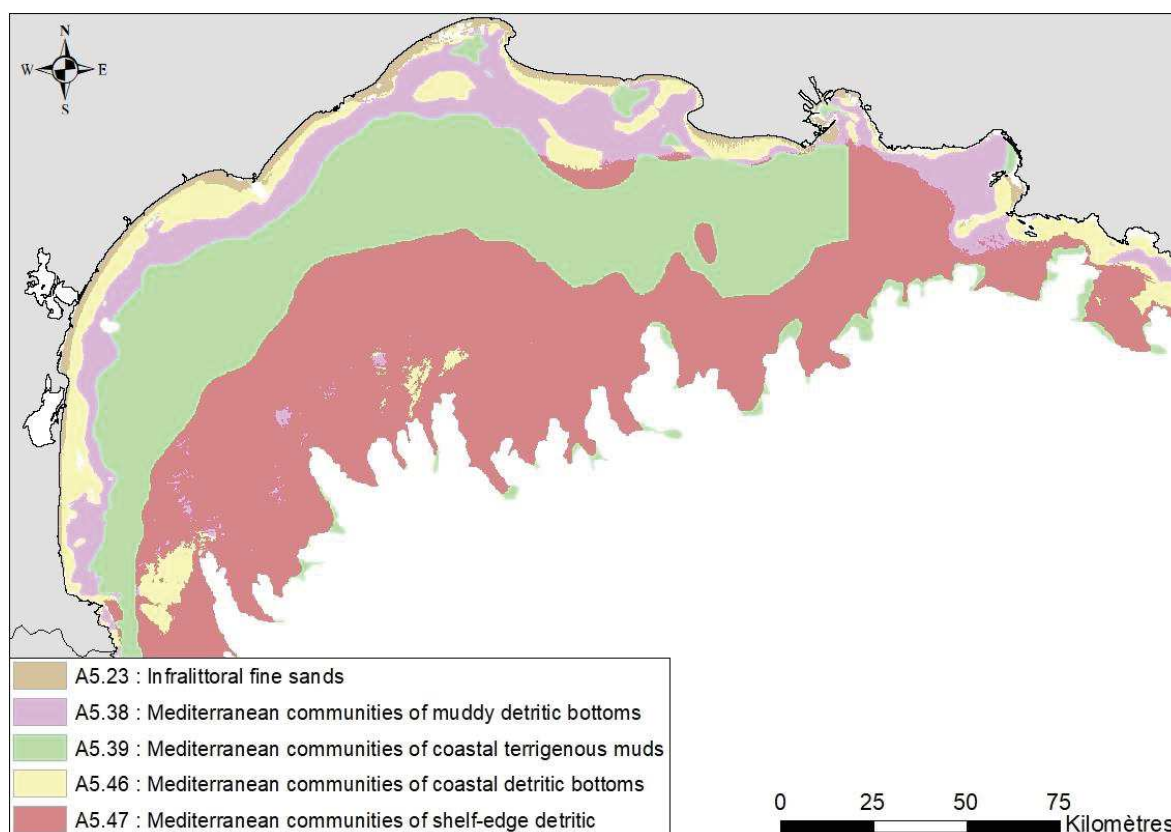 N
W E
S
A5.23 : Infralittoral fine sands
A5.38 : Mediterranean communities of muddy detritic bottoms
A5.39 : Mediterranean communities of coastal terrigenous muds
A5.46 : Mediterranean communities of coastal detritic bottoms
A5.47 : Mediterranean communities of shelf-edge detritic
0 25 50 75
Kilomètres